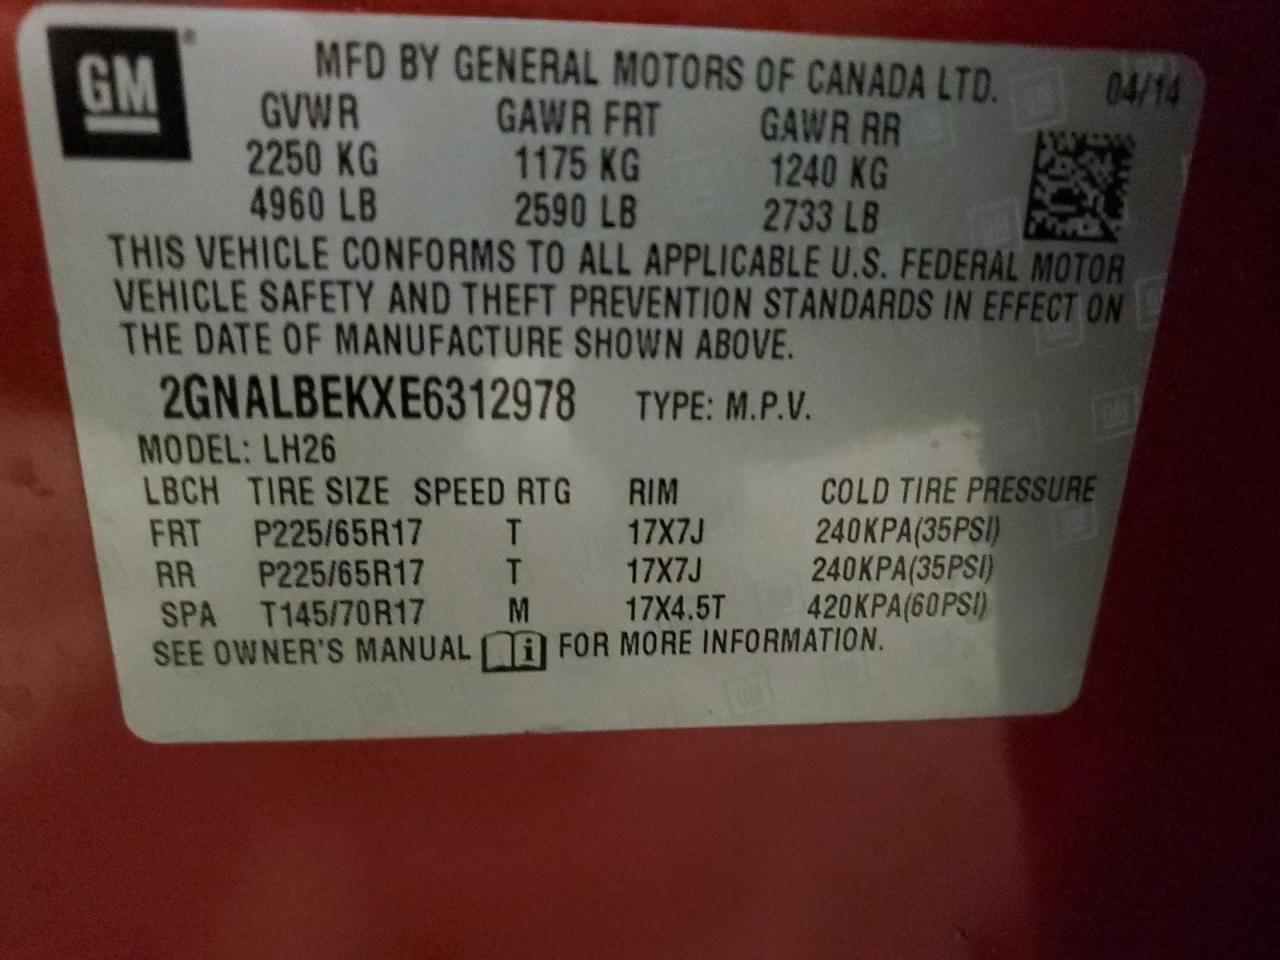 GM
MFD BY GENERAL MOTORS OF CANADA LTD. 04/14
GVWR GAWR FRT GAWR RR
2250 KG 1175 KG 1240 KG
4960 LB 2590 LB 2733 LB
THIS VEHICLE CONFORMS TO ALL APPLICABLE U.S. FEDERAL MOTOR
VEHICLE SAFETY AND THEFT PREVENTION STANDARDS IN EFFECT ON
THE DATE OF MANUFACTURE SHOWN ABOVE.
2GNALBEKXE6312978 TYPE: M.P.V.
MODEL: LH26
LBCH TIRE SIZE SPEED RTG RIM COLD TIRE PRESSURE
FRT P225/65R17 T 17X7J 240KPA(35PSI)
RR P225/65R17 T 17X7J 240KPA(35PSI)
SPA T145/70R17 M 17X4.5T 420KPA(60PSI)
SEE OWNER'S MANUAL i FOR MORE INFORMATION.